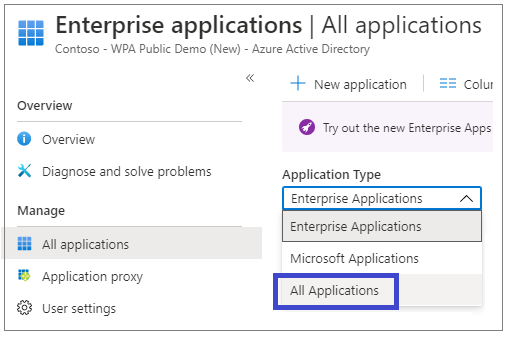 Enterprise applications | All applications
Contoso - WPA Public Demo (New) - Azure Active Directory
«
Overview
Overview
Diagnose and solve problems
Manage
All applications
Application proxy
User settings
New application
Colu
Try out the new Enterprise Apps
Application Type
Enterprise Applications
Enterprise Applications
Microsoft Applications
All Applications